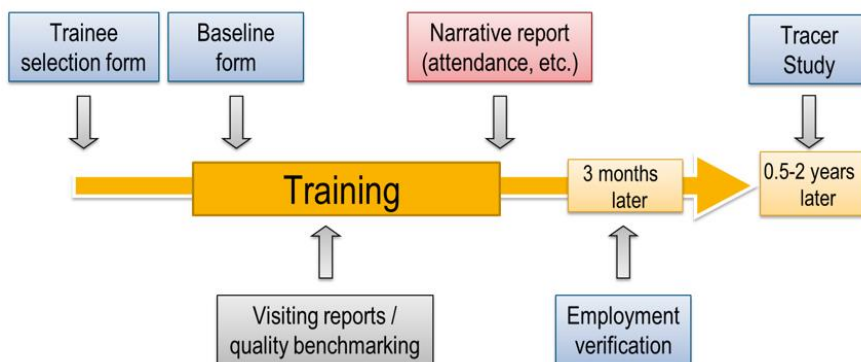 Trainee
selection form
Baseline
form
Narrative report
(attendance, etc.)
Tracer
Study
Training
3 months
later
0.5-2 years
later
Visiting reports /
quality benchmarking
Employment
verification